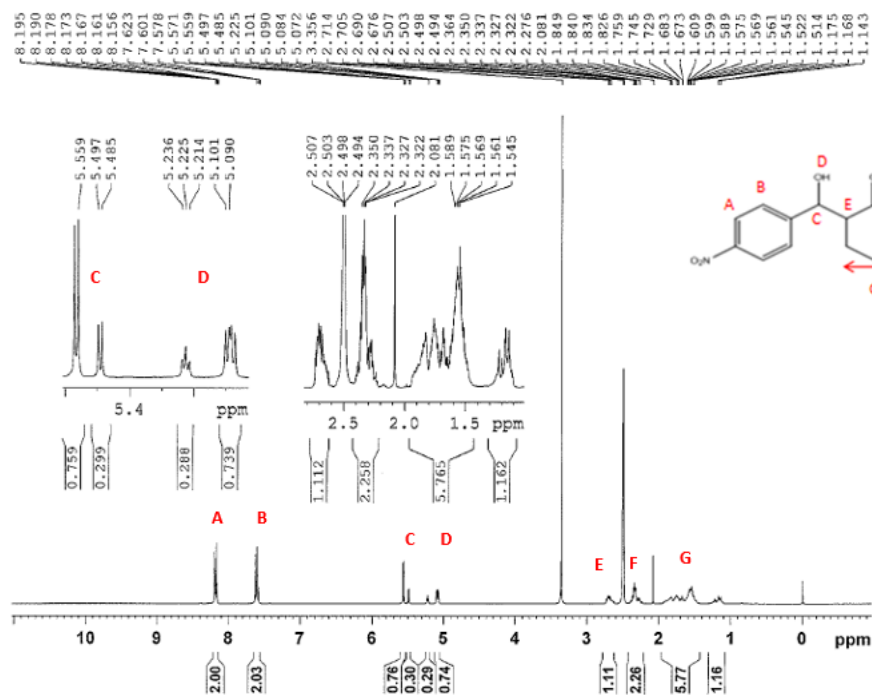 8.195 8.190 8.178 8.173 8.167 8.161 8.156 7.623 7.601 7.578 5.571 5.559 5.497 5.485 5.225 5.101 5.090 5.084 5.072 3.356 2.714 2.705 2.690 2.676 2.507 2.503 2.498 2.494 2.364 2.350 2.337 2.327 2.322 2.276 2.081 1.849 1.840 1.834 1.826 1.759 1.745 1.729 1.683 1.673 1.609 1.599 1.589 1.575 1.569 1.561 1.545 1.522 1.514 1.175 1.168 1.143
5.559 5.497 5.485 5.236 5.225 5.214 5.101 5.090
2.507 2.503 2.498 2.494 2.350 2.337 2.327 2.322 2.081 1.589 1.575 1.569 1.561 1.545
D
OH
A B E
C
O₂N
C D
5.4 ppm
2.5 2.0 1.5 ppm
0.759 0.299 0.288 0.739
1.112 2.258 5.765 1.162
A B C D E F G
10 9 8 7 6 5 4 3 2 1 0 ppm
2.00 2.03 0.76 0.30 0.29 0.74 1.11 2.26 5.77 1.16